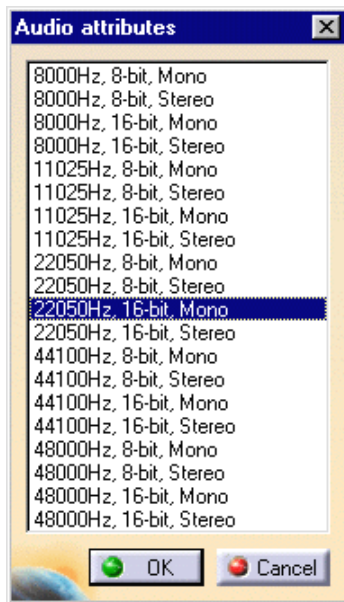 Audio attributes
8000Hz, 8-bit, Mono
8000Hz, 8-bit, Stereo
8000Hz, 16-bit, Mono
8000Hz, 16-bit, Stereo
11025Hz, 8-bit, Mono
11025Hz, 8-bit, Stereo
11025Hz, 16-bit, Mono
11025Hz, 16-bit, Stereo
22050Hz, 8-bit, Mono
22050Hz, 8-bit, Stereo
22050Hz, 16-bit, Mono
22050Hz, 16-bit, Stereo
44100Hz, 8-bit, Mono
44100Hz, 8-bit, Stereo
44100Hz, 16-bit, Mono
44100Hz, 16-bit, Stereo
48000Hz, 8-bit, Mono
48000Hz, 8-bit, Stereo
48000Hz, 16-bit, Mono
48000Hz, 16-bit, Stereo
OK Cancel